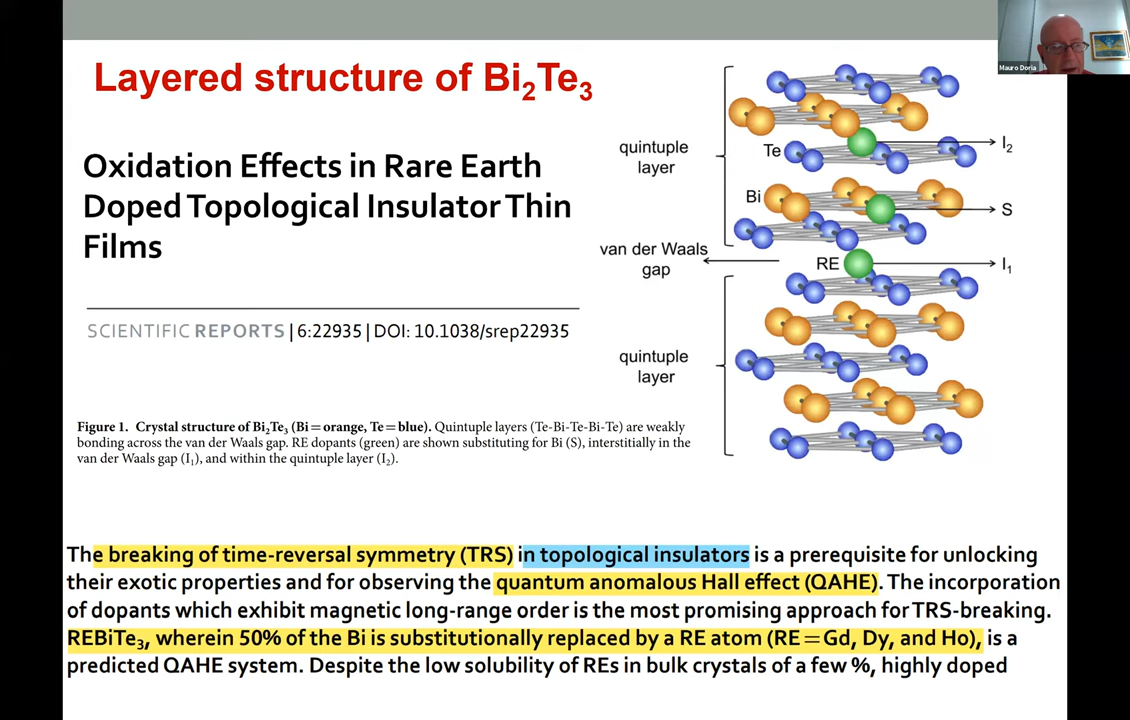 Mauro Doria
Layered structure of Bi₂Te₃
Oxidation Effects in Rare Earth
Doped Topological Insulator Thin
Films
SCIENTIFIC REPORTS | 6:22935 | DOI: 10.1038/srep22935
quintuple
layer
Te
I₂
Bi
S
van der Waals
gap
RE
I₁
quintuple
layer
Figure 1. Crystal structure of Bi₂Te₃ (Bi = orange, Te = blue). Quintuple layers (Te-Bi-Te-Bi-Te) are weakly
bonding across the van der Waals gap. RE dopants (green) are shown substituting for Bi (S), interstitially in the
van der Waals gap (I₁), and within the quintuple layer (I₂).
The breaking of time-reversal symmetry (TRS) in topological insulators is a prerequisite for unlocking
their exotic properties and for observing the quantum anomalous Hall effect (QAHE). The incorporation
of dopants which exhibit magnetic long-range order is the most promising approach for TRS-breaking.
REBiTe₃, wherein 50% of the Bi is substitutionally replaced by a RE atom (RE = Gd, Dy, and Ho), is a
predicted QAHE system. Despite the low solubility of REs in bulk crystals of a few %, highly doped